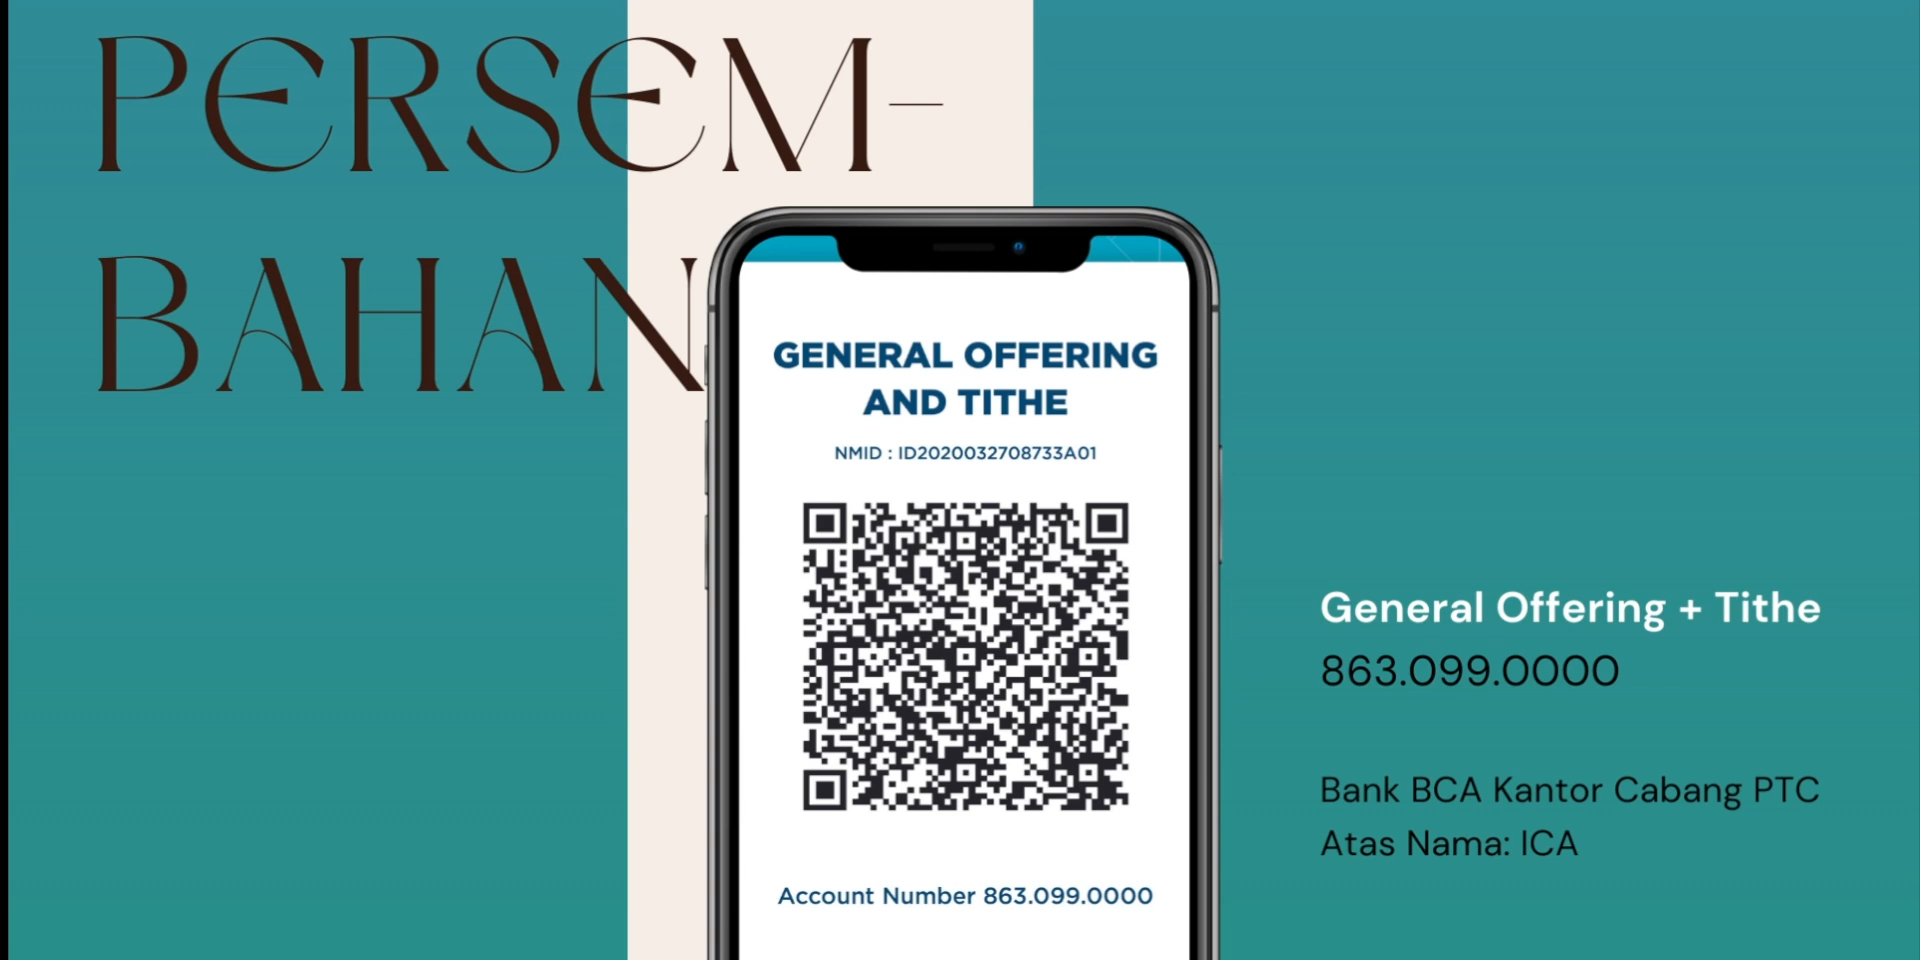 PERSEM-
BAHAN
GENERAL OFFERING
AND TITHE
NMID : ID2020032708733A01
Account Number 863.099.0000
General Offering + Tithe
863.099.0000
Bank BCA Kantor Cabang PTC
Atas Nama: ICA